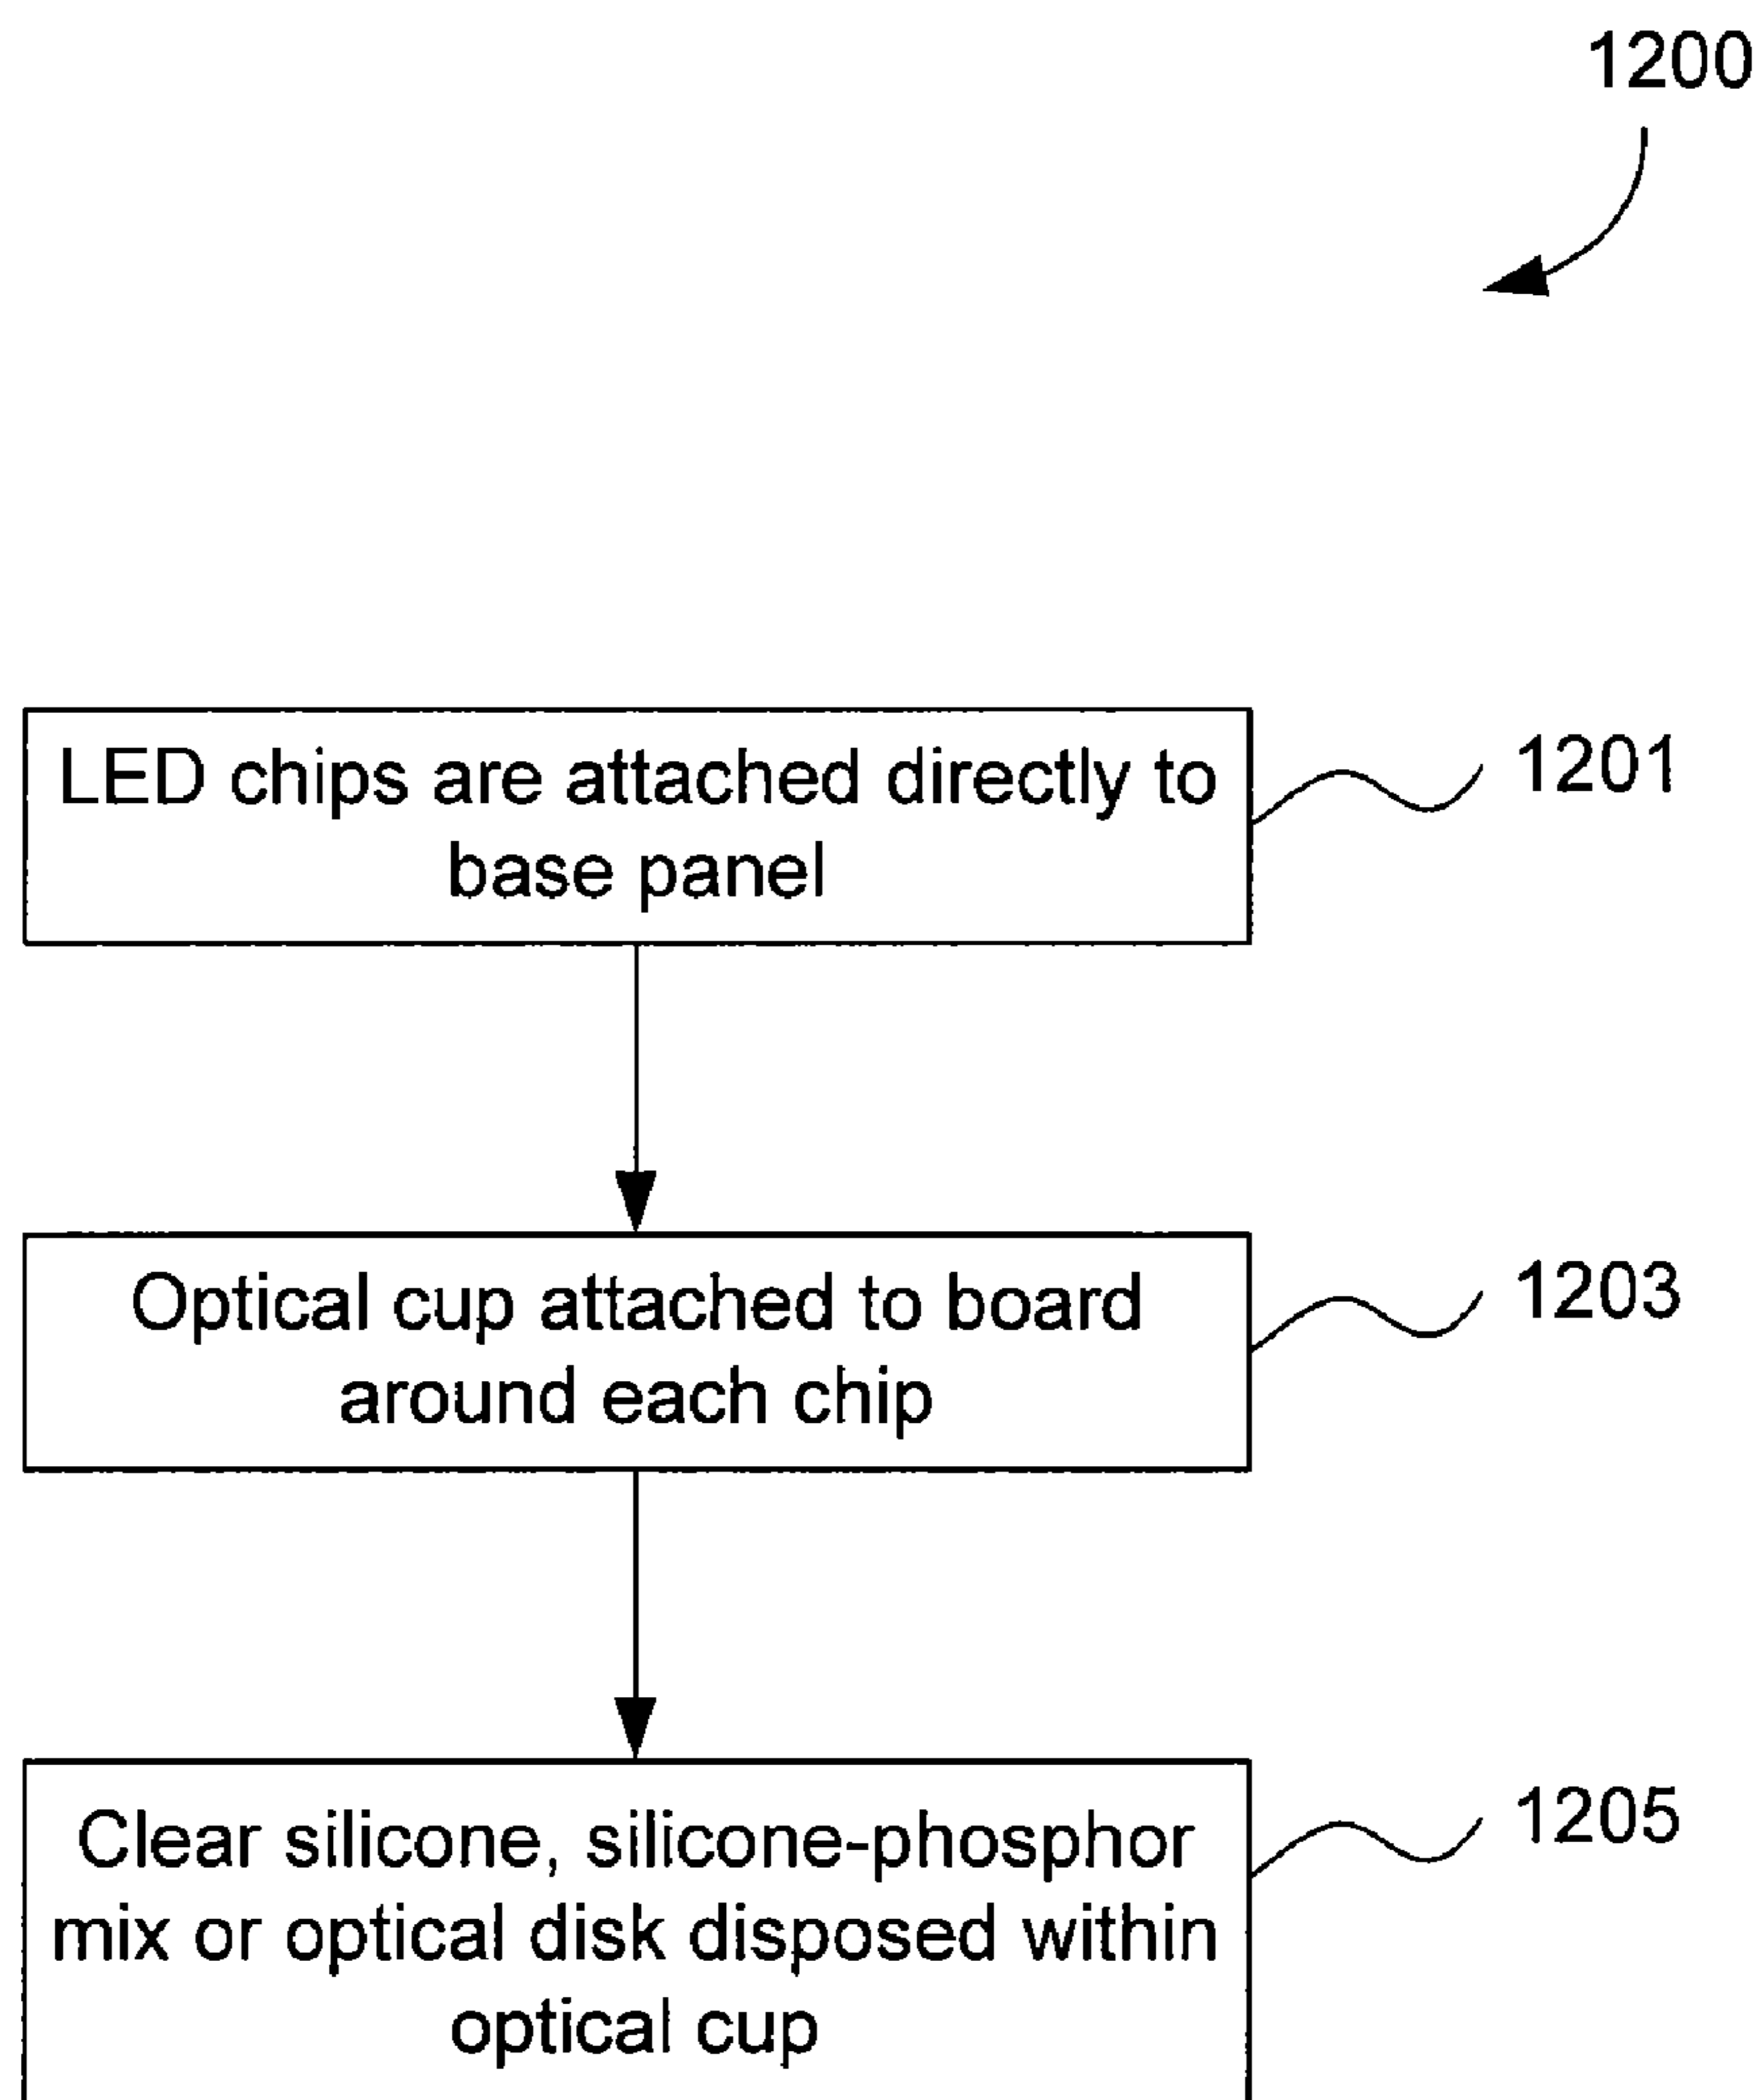 1200
LED chips are attached directly to
base panel
1201
Optical cup attached to board
around each chip
1203
Clear silicone, silicone-phosphor
mix or optical disk disposed within
optical cup
1205